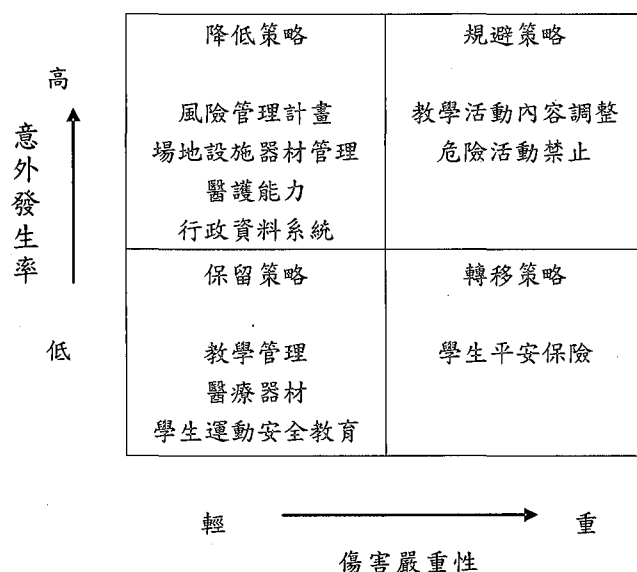 降低策略
規避策略
高
風險管理計畫
教學活動內容調整
場地設施器材管理
危險活動禁止
醫護能力
行政資料系統
意外發生率
保留策略
轉移策略
低
教學管理
學生平安保險
醫療器材
學生運動安全教育
輕
重
傷害嚴重性